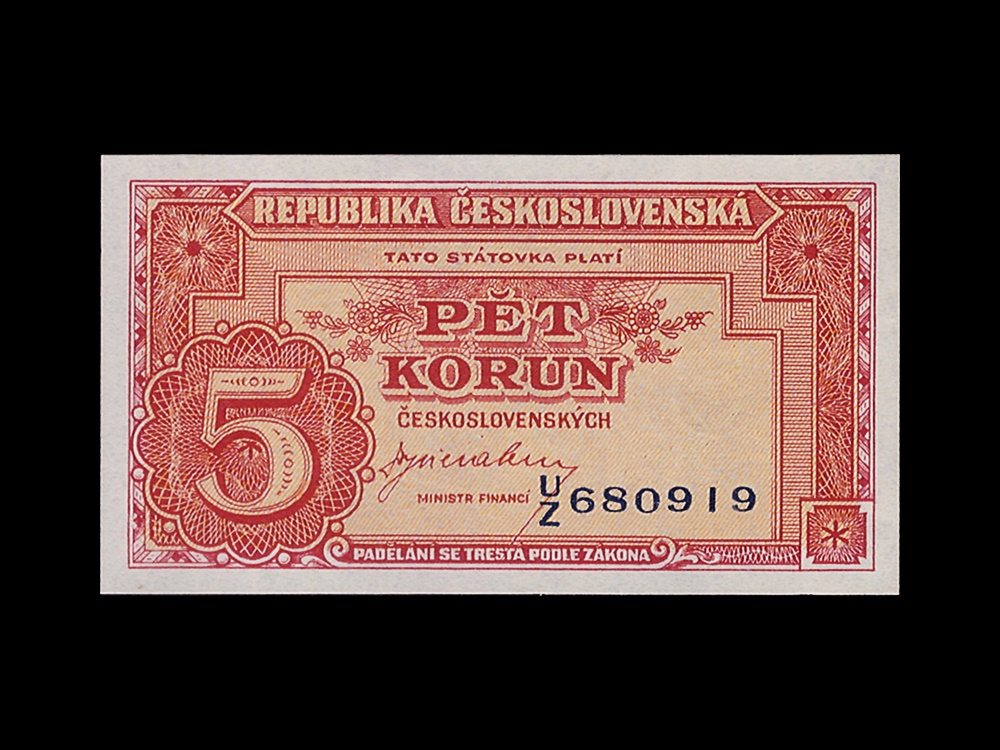 REPUBLIKA ČESKOSLOVENSKÁ
TATO STÁTOVKA PLATÍ
PĚT
KORUN
ČESKOSLOVENSKÝCH
5
MINISTR FINANCÍ
U/Z 680919
PADĚLÁNÍ SE TRESTÁ PODLE ZÁKONA